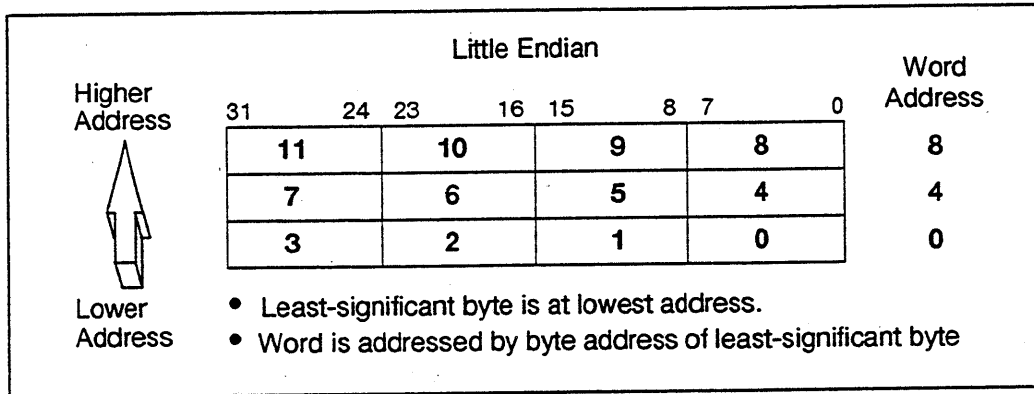 Little Endian
Higher
Address
Word
Address
31 24 23 16 15 8 7 0
11 10 9 8 8
7 6 5 4 4
3 2 1 0 0
Lower
Address
• Least-significant byte is at lowest address.
• Word is addressed by byte address of least-significant byte